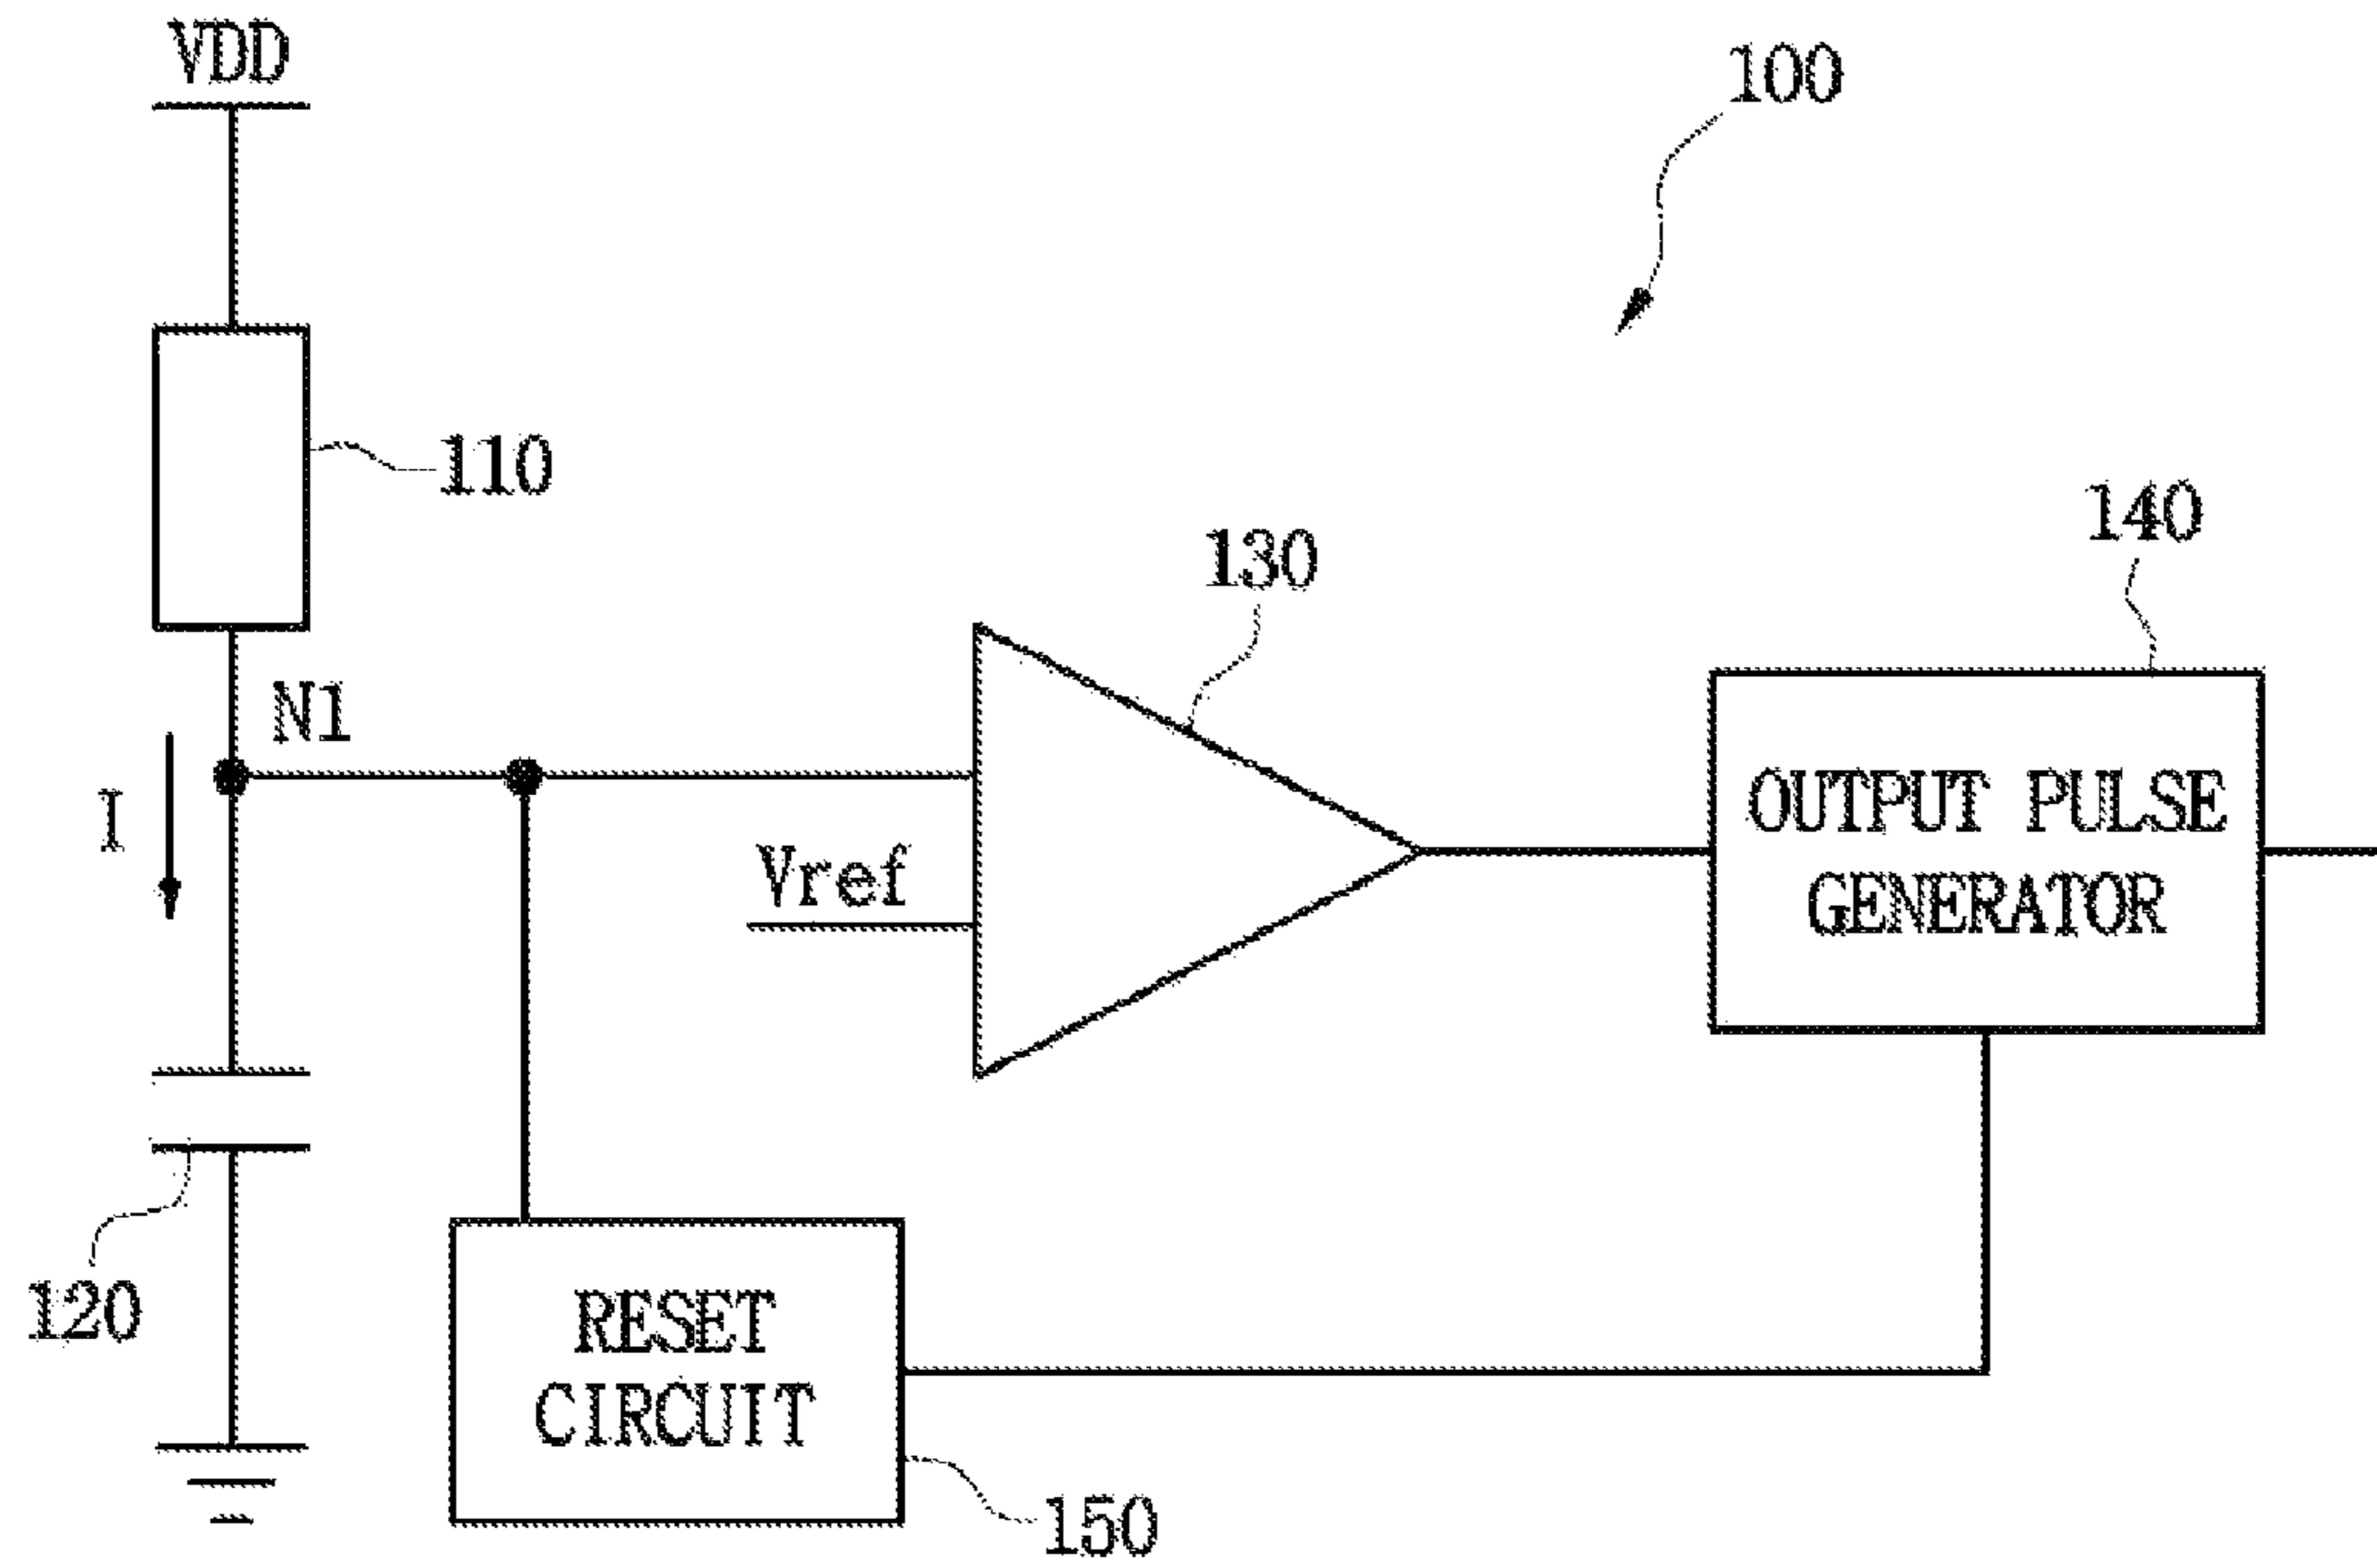 VDD
100
110
140
130
N1
I
Vref
OUTPUT PULSE
GENERATOR
120
RESET
CIRCUIT
150